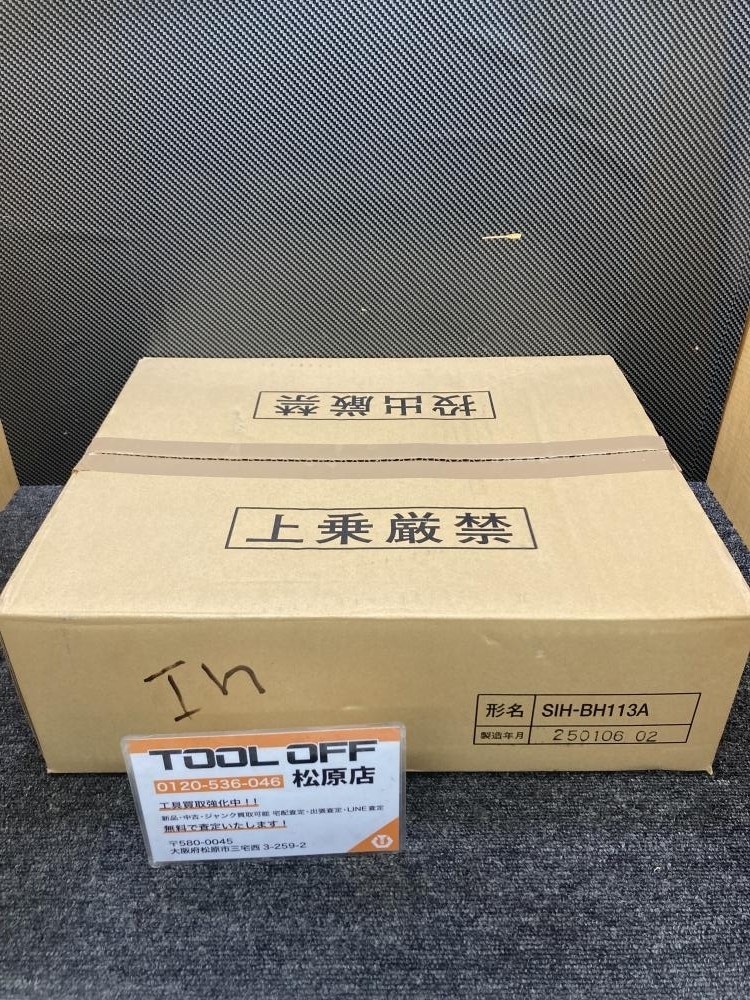 投出厳禁
上乗厳禁
In
形名 SIH-BH113A
製造年月 250106 02
TOOL OFF
0120-536-046 松原店
工具買取強化中！！
新品・中古・ジャンク買取可能 宅配査定・出張査定・LINE査定
無料で査定いたします！
〒580-0045
大阪府松原市三宅西 3-259-2